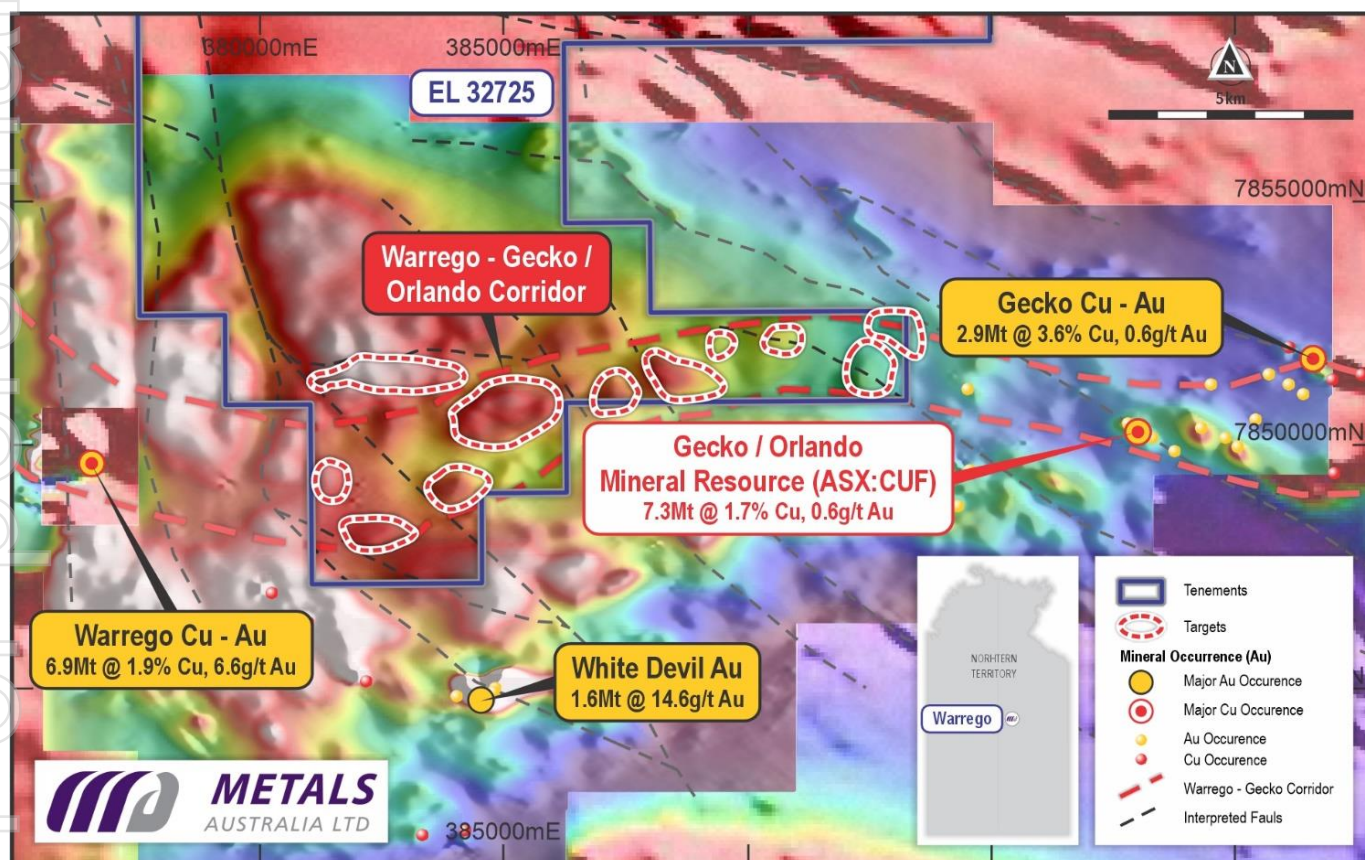 380000mE
385000mE
EL 32725
N
5km
7855000mN
Warrego - Gecko /
Orlando Corridor
Gecko Cu - Au
2.9Mt @ 3.6% Cu, 0.6g/t Au
7850000mN
Gecko / Orlando
Mineral Resource (ASX:CUF)
7.3Mt @ 1.7% Cu, 0.6g/t Au
Warrego Cu - Au
6.9Mt @ 1.9% Cu, 6.6g/t Au
White Devil Au
1.6Mt @ 14.6g/t Au
NORHTERN
TERRITORY
Warrego
Tenements
Targets
Mineral Occurrence (Au)
Major Au Occurence
Major Cu Occurence
Au Occurence
Cu Occurence
Warrego - Gecko Corridor
Interpreted Fauls
METALS
AUSTRALIA LTD
385000mE